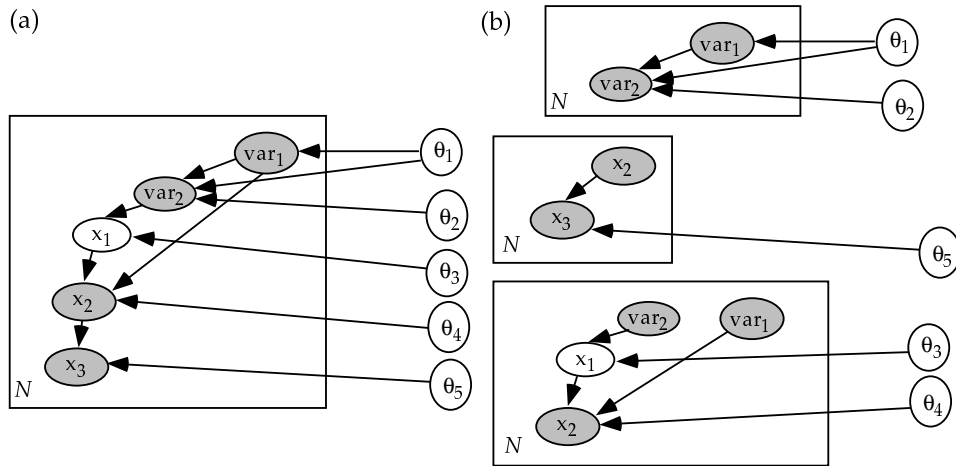 (a)
var₁
θ₁
var₂
θ₂
x₁
θ₃
x₂
θ₄
x₃
θ₅
N
(b)
var₁
θ₁
var₂
N
θ₂
x₂
x₃
N
θ₅
var₂
var₁
x₁
θ₃
θ₄
x₂
N